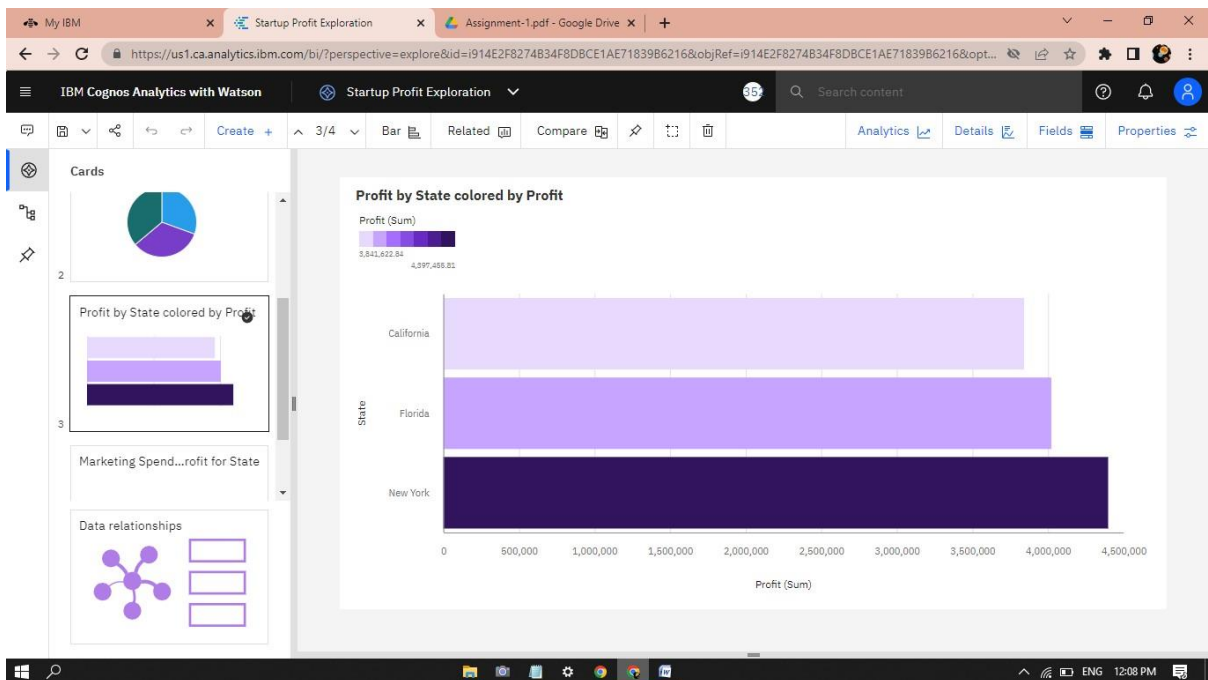 My IBM
Startup Profit Exploration
Assignment-1.pdf - Google Drive
https://us1.ca.analytics.ibm.com/bi/?perspective=explore&id=i914E2F8274B34F8DBCE1AE71839B6216&objRef=i914E2F8274B34F8DBCE1AE71839B6216&opt...
IBM Cognos Analytics with Watson
Startup Profit Exploration
352
Search content
Create +
3/4
Bar
Related
Compare
Analytics
Details
Fields
Properties
Cards
2
Profit by State colored by Profit
3
Marketing Spend...rofit for State
Data relationships
Profit by State colored by Profit
Profit (Sum)
3,841,622.84
4,397,455.81
State
California
Florida
New York
0 500,000 1,000,000 1,500,000 2,000,000 2,500,000 3,000,000 3,500,000 4,000,000 4,500,000
Profit (Sum)
ENG 12:08 PM